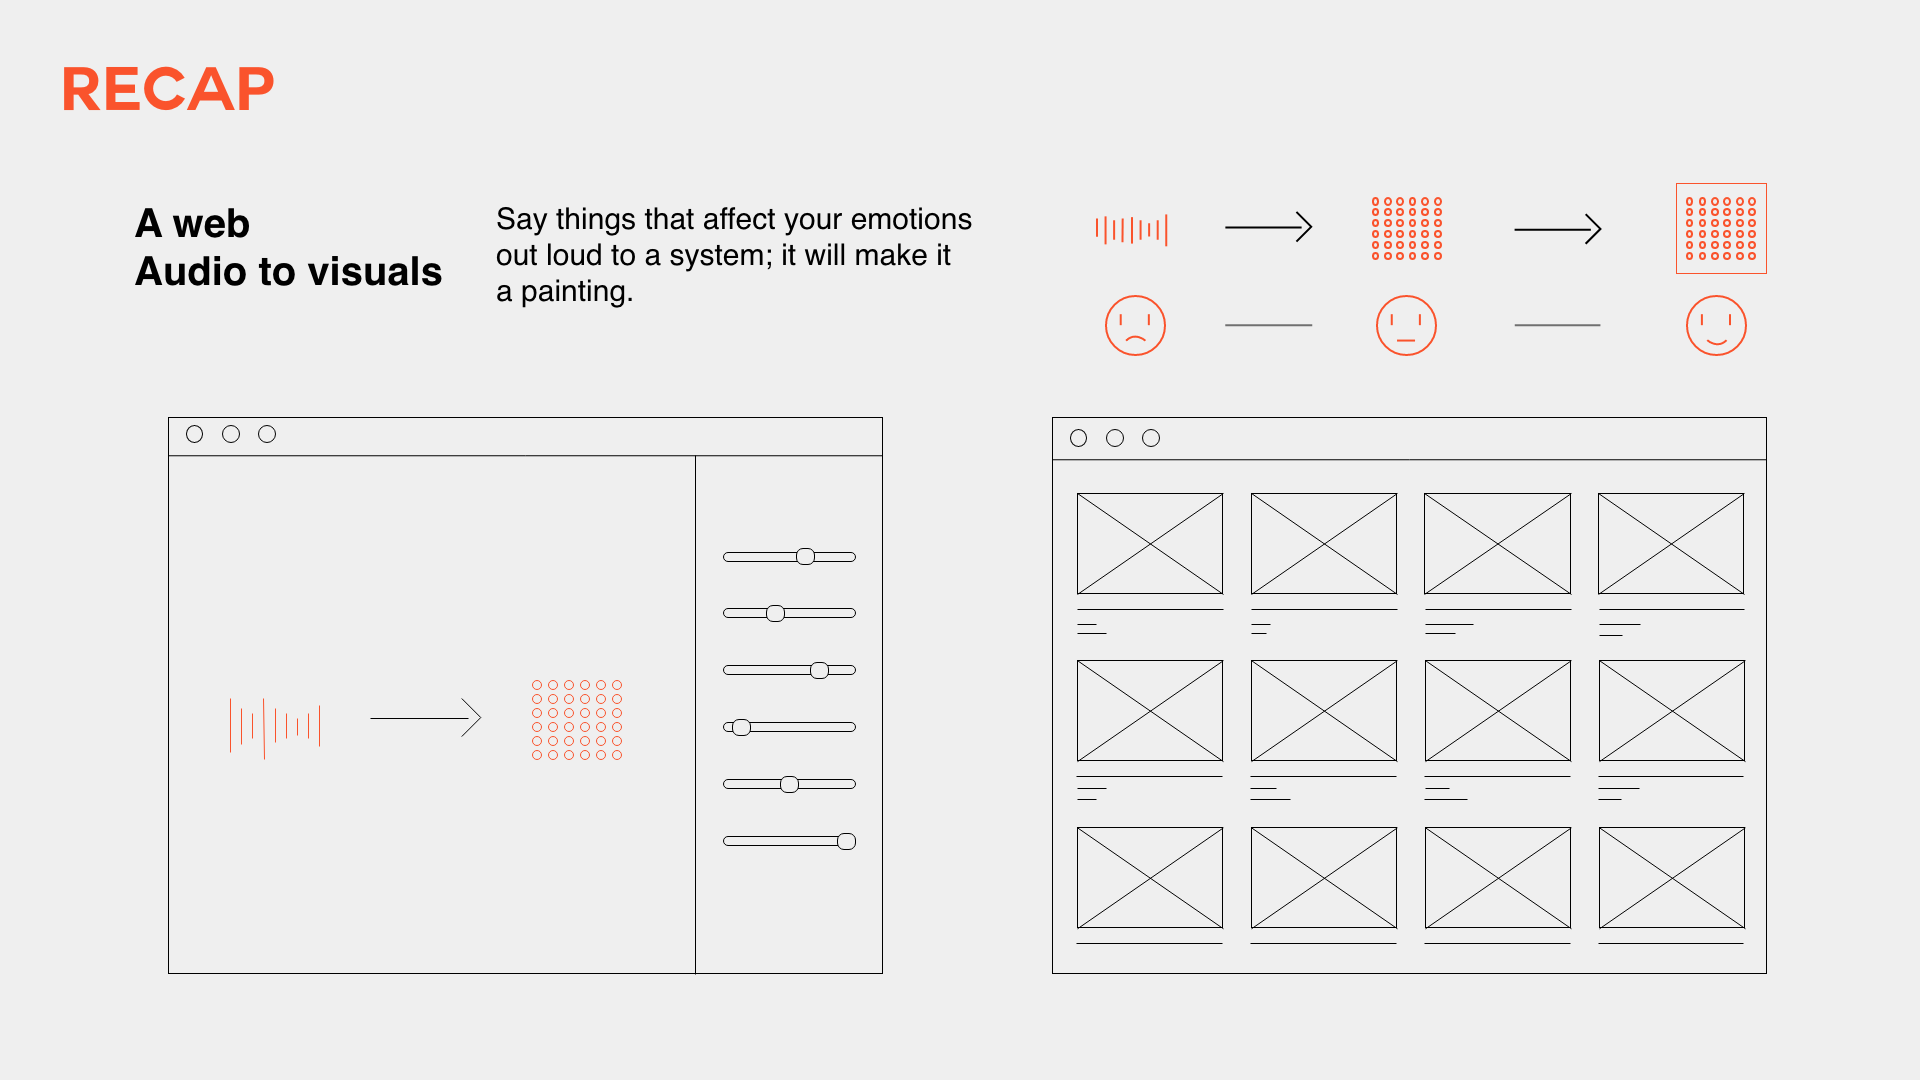 RECAP
A web
Audio to visuals
Say things that affect your emotions
out loud to a system; it will make it
a painting.